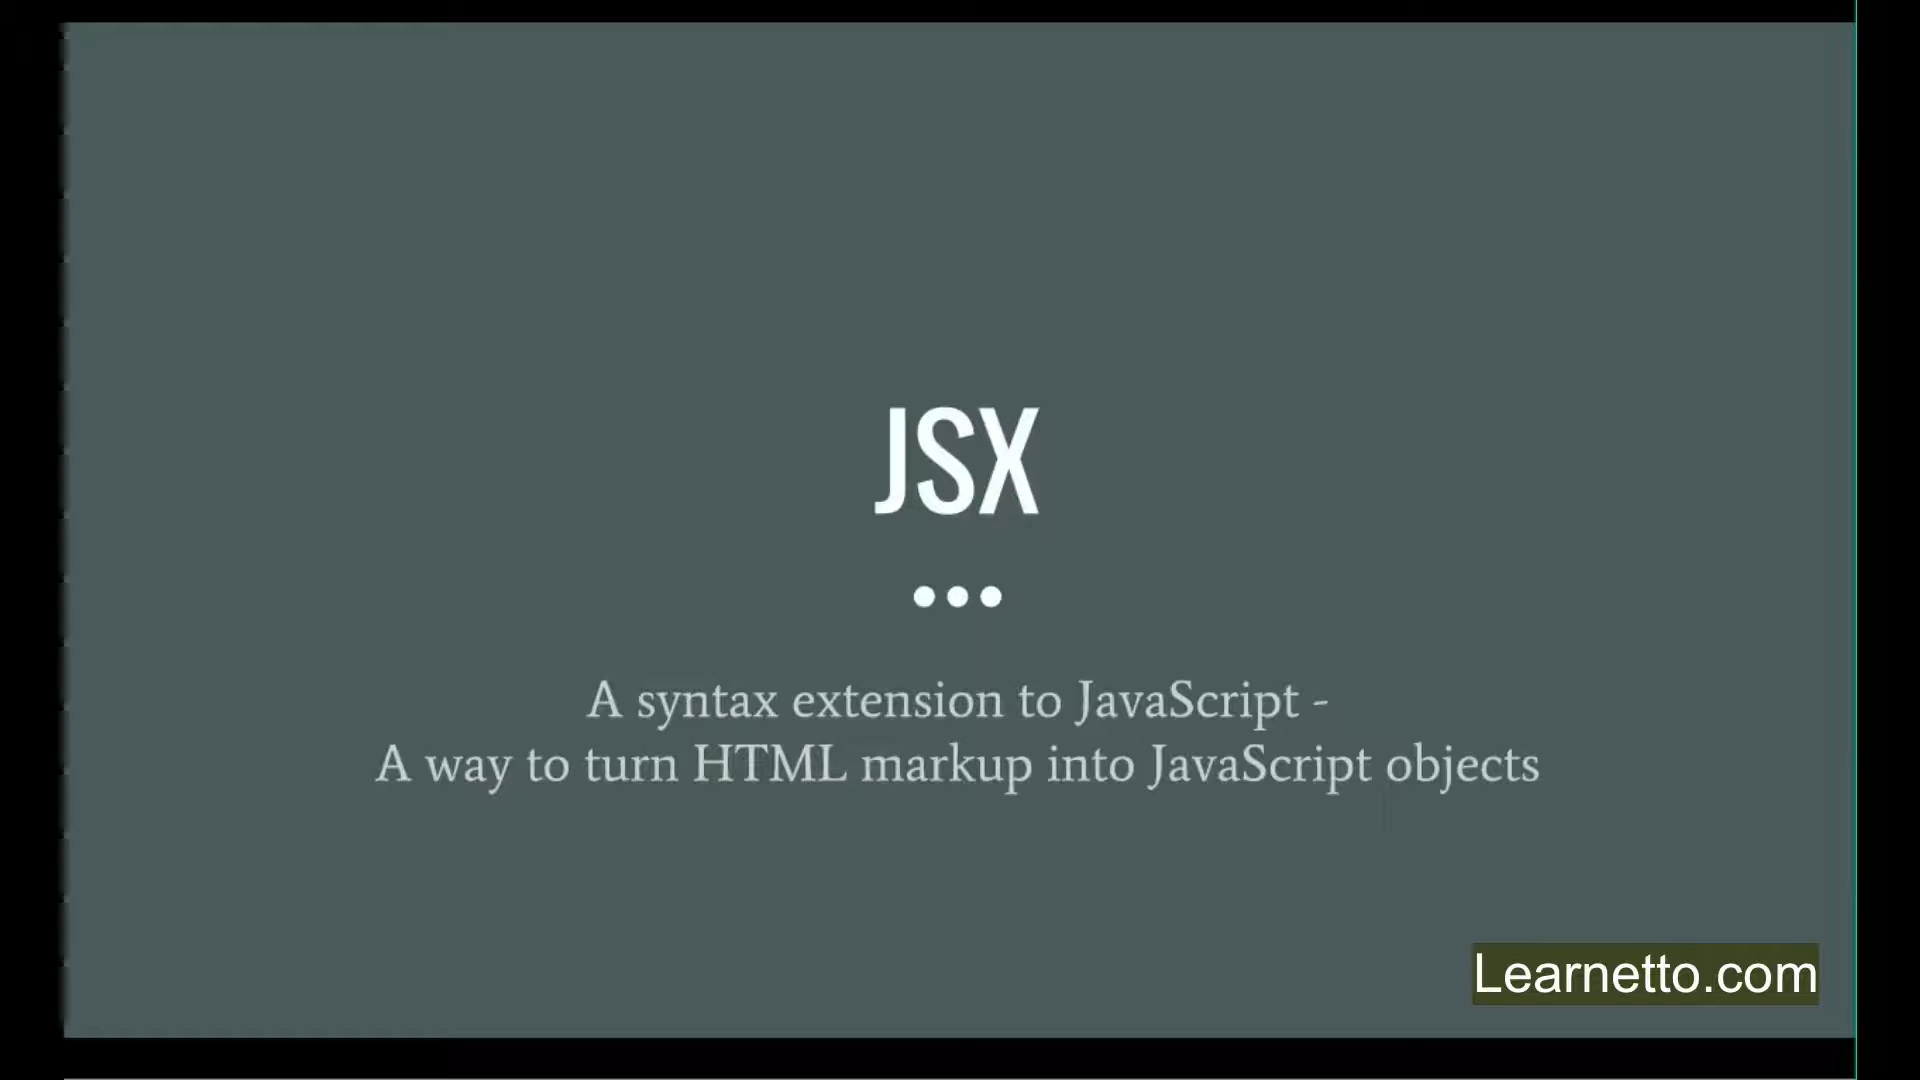 JSX
A syntax extension to JavaScript -
A way to turn HTML markup into JavaScript objects
Learnetto.com